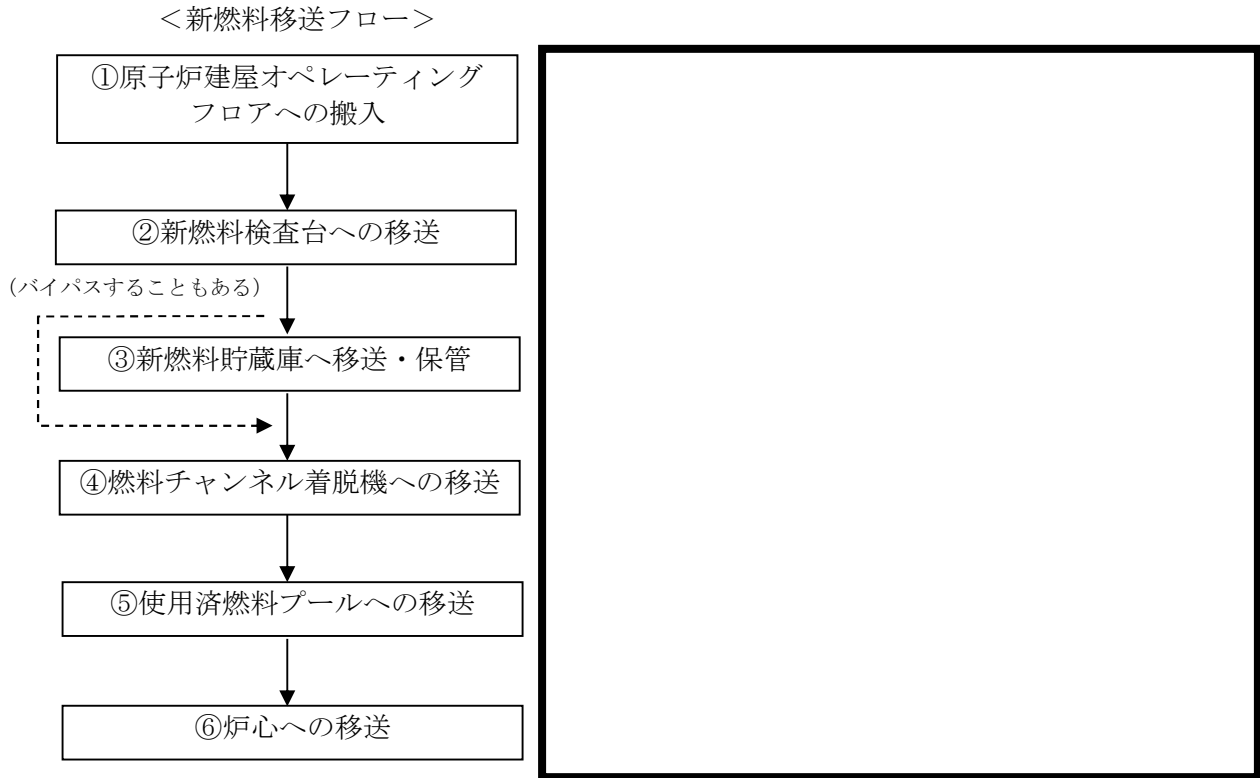 ＜新燃料移送フロー＞
①原子炉建屋オペレーティング
フロアへの搬入
②新燃料検査台への移送
（バイパスすることもある）
③新燃料貯蔵庫へ移送・保管
④燃料チャンネル着脱機への移送
⑤使用済燃料プールへの移送
⑥炉心への移送